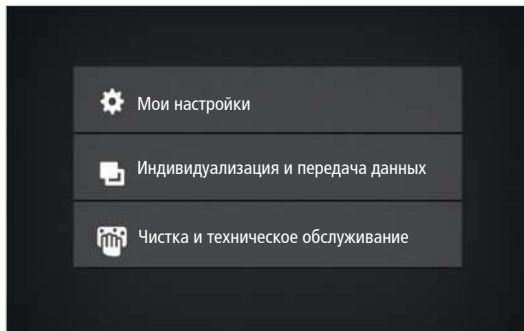 Мои настройки
Индивидуализация и передача данных
Чистка и техническое обслуживание